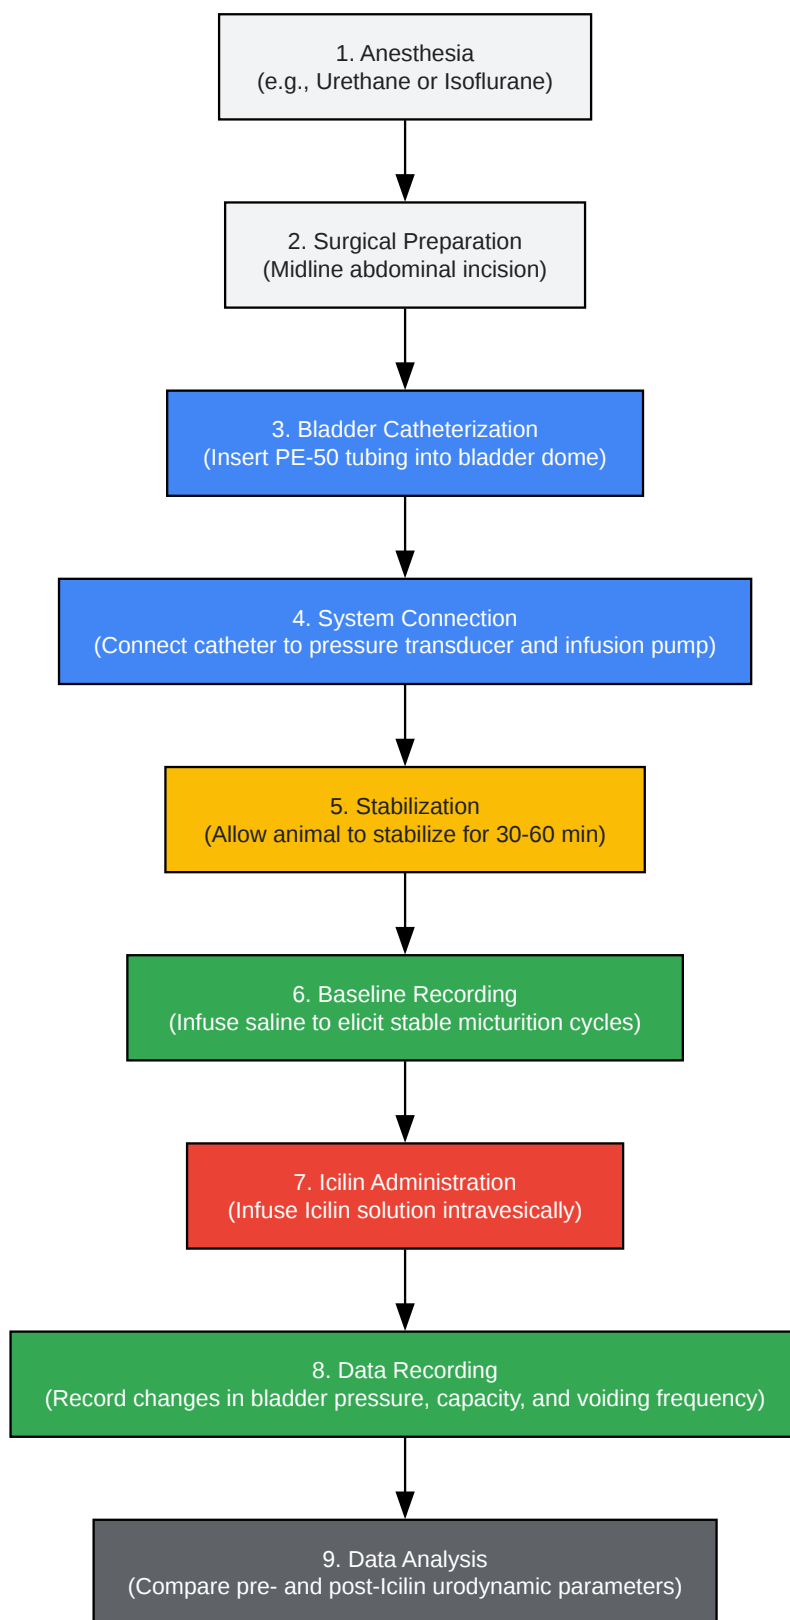 1. Anesthesia
(e.g., Urethane or Isoflurane)
2. Surgical Preparation
(Midline abdominal incision)
3. Bladder Catheterization
(Insert PE-50 tubing into bladder dome)
4. System Connection
(Connect catheter to pressure transducer and infusion pump)
5. Stabilization
(Allow animal to stabilize for 30-60 min)
6. Baseline Recording
(Infuse saline to elicit stable micturition cycles)
7. Icilin Administration
(Infuse Icilin solution intravesically)
8. Data Recording
(Record changes in bladder pressure, capacity, and voiding frequency)
9. Data Analysis
(Compare pre- and post-Icilin urodynamic parameters)